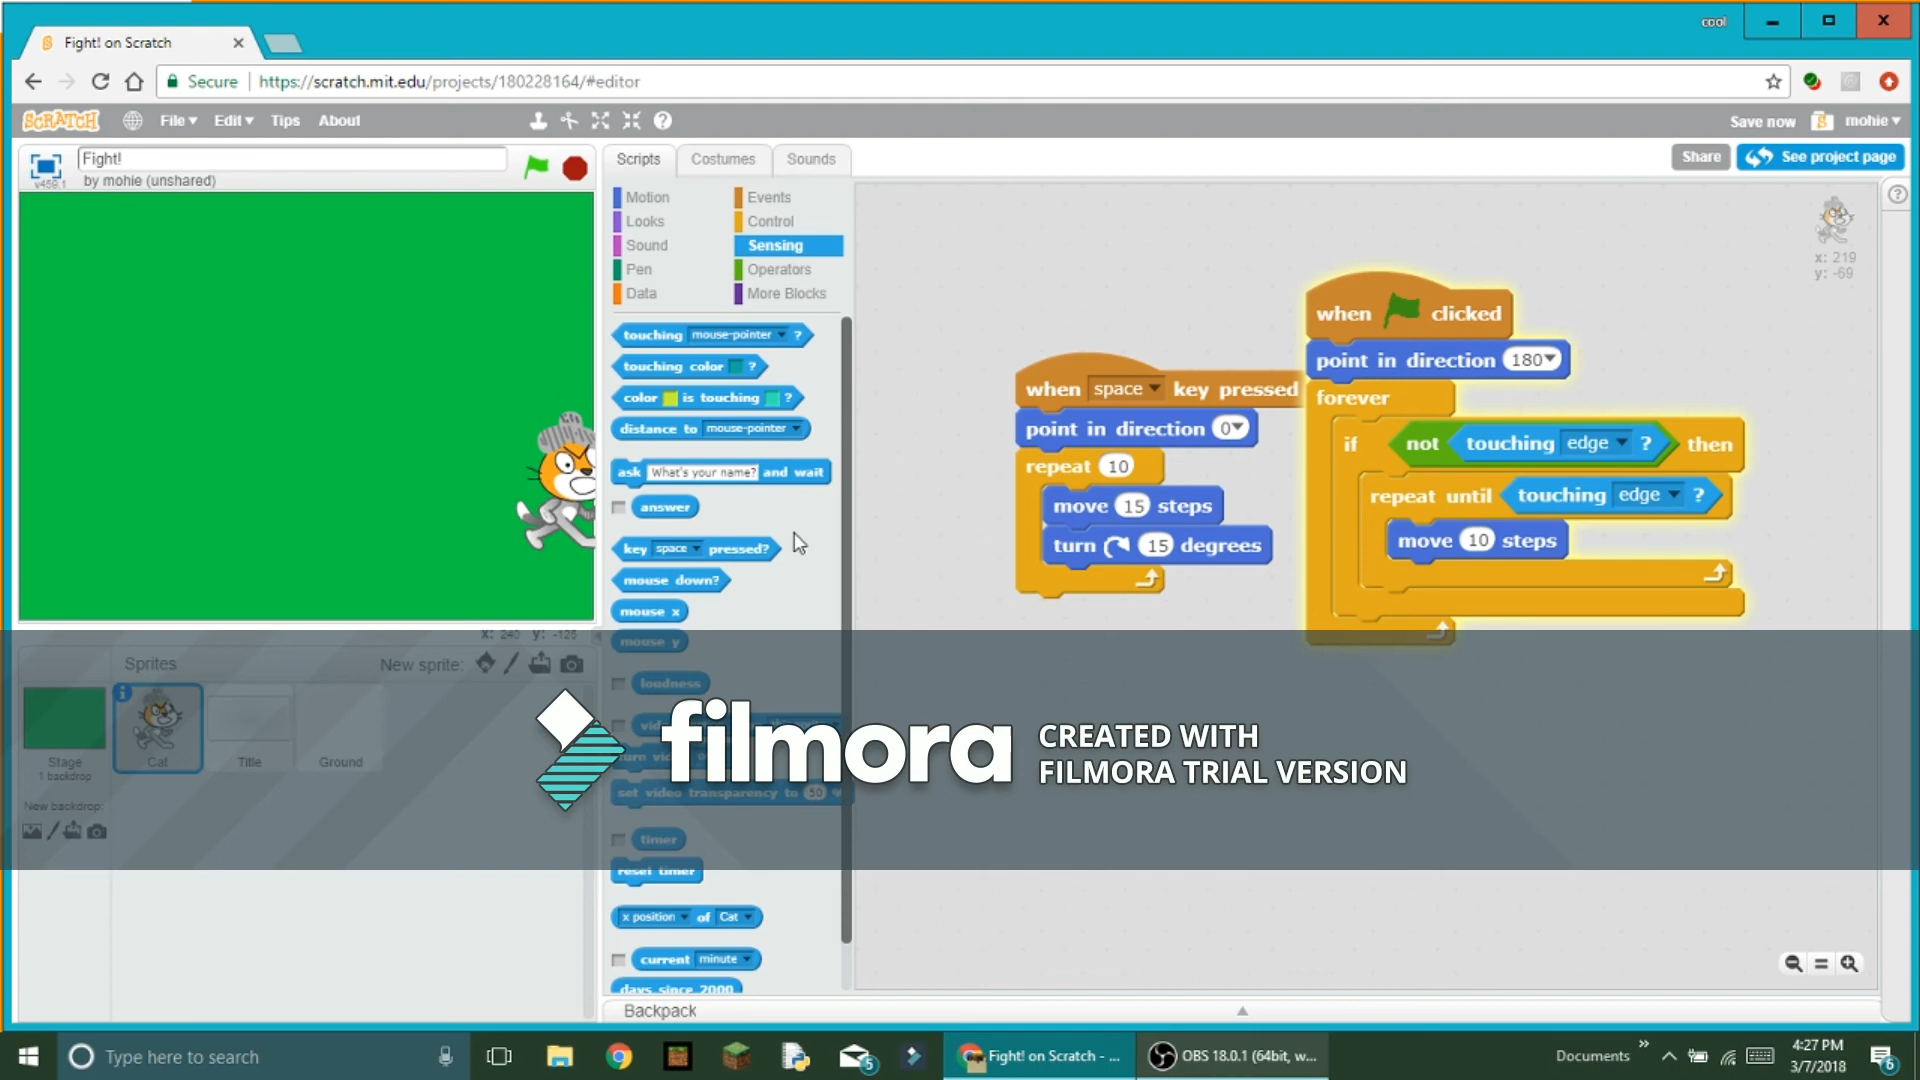 cool
Fight! on Scratch
Secure
https://scratch.mit.edu/projects/180228164/#editor
SCRATCH
File
Edit
Tips
About
Save now
mohie
Fight!
by mohie (unshared)
v459.1
Scripts
Costumes
Sounds
Share
See project page
Motion
Events
Looks
Control
Sound
Sensing
Pen
Operators
Data
More Blocks
x: 219
y: -69
touching mouse-pointer ?
touching color ?
color is touching ?
distance to mouse-pointer
ask What's your name? and wait
answer
key space pressed?
mouse down?
mouse x
mouse y
loudness
set video transparency to 50 %
timer
reset timer
x position of Cat
current minute
days since 2000
when space key pressed
point in direction 0
repeat 10
move 15 steps
turn 15 degrees
when clicked
point in direction 180
forever
if not touching edge ? then
repeat until touching edge ?
move 10 steps
x: 240 y: -125
Sprites
New sprite:
Stage
1 backdrop
Cat
Title
Ground
New backdrop:
filmora
CREATED WITH
FILMORA TRIAL VERSION
Backpack
Type here to search
5
Fight! on Scratch - ...
OBS 18.0.1 (64bit, w...
Documents
4:27 PM
3/7/2018
6